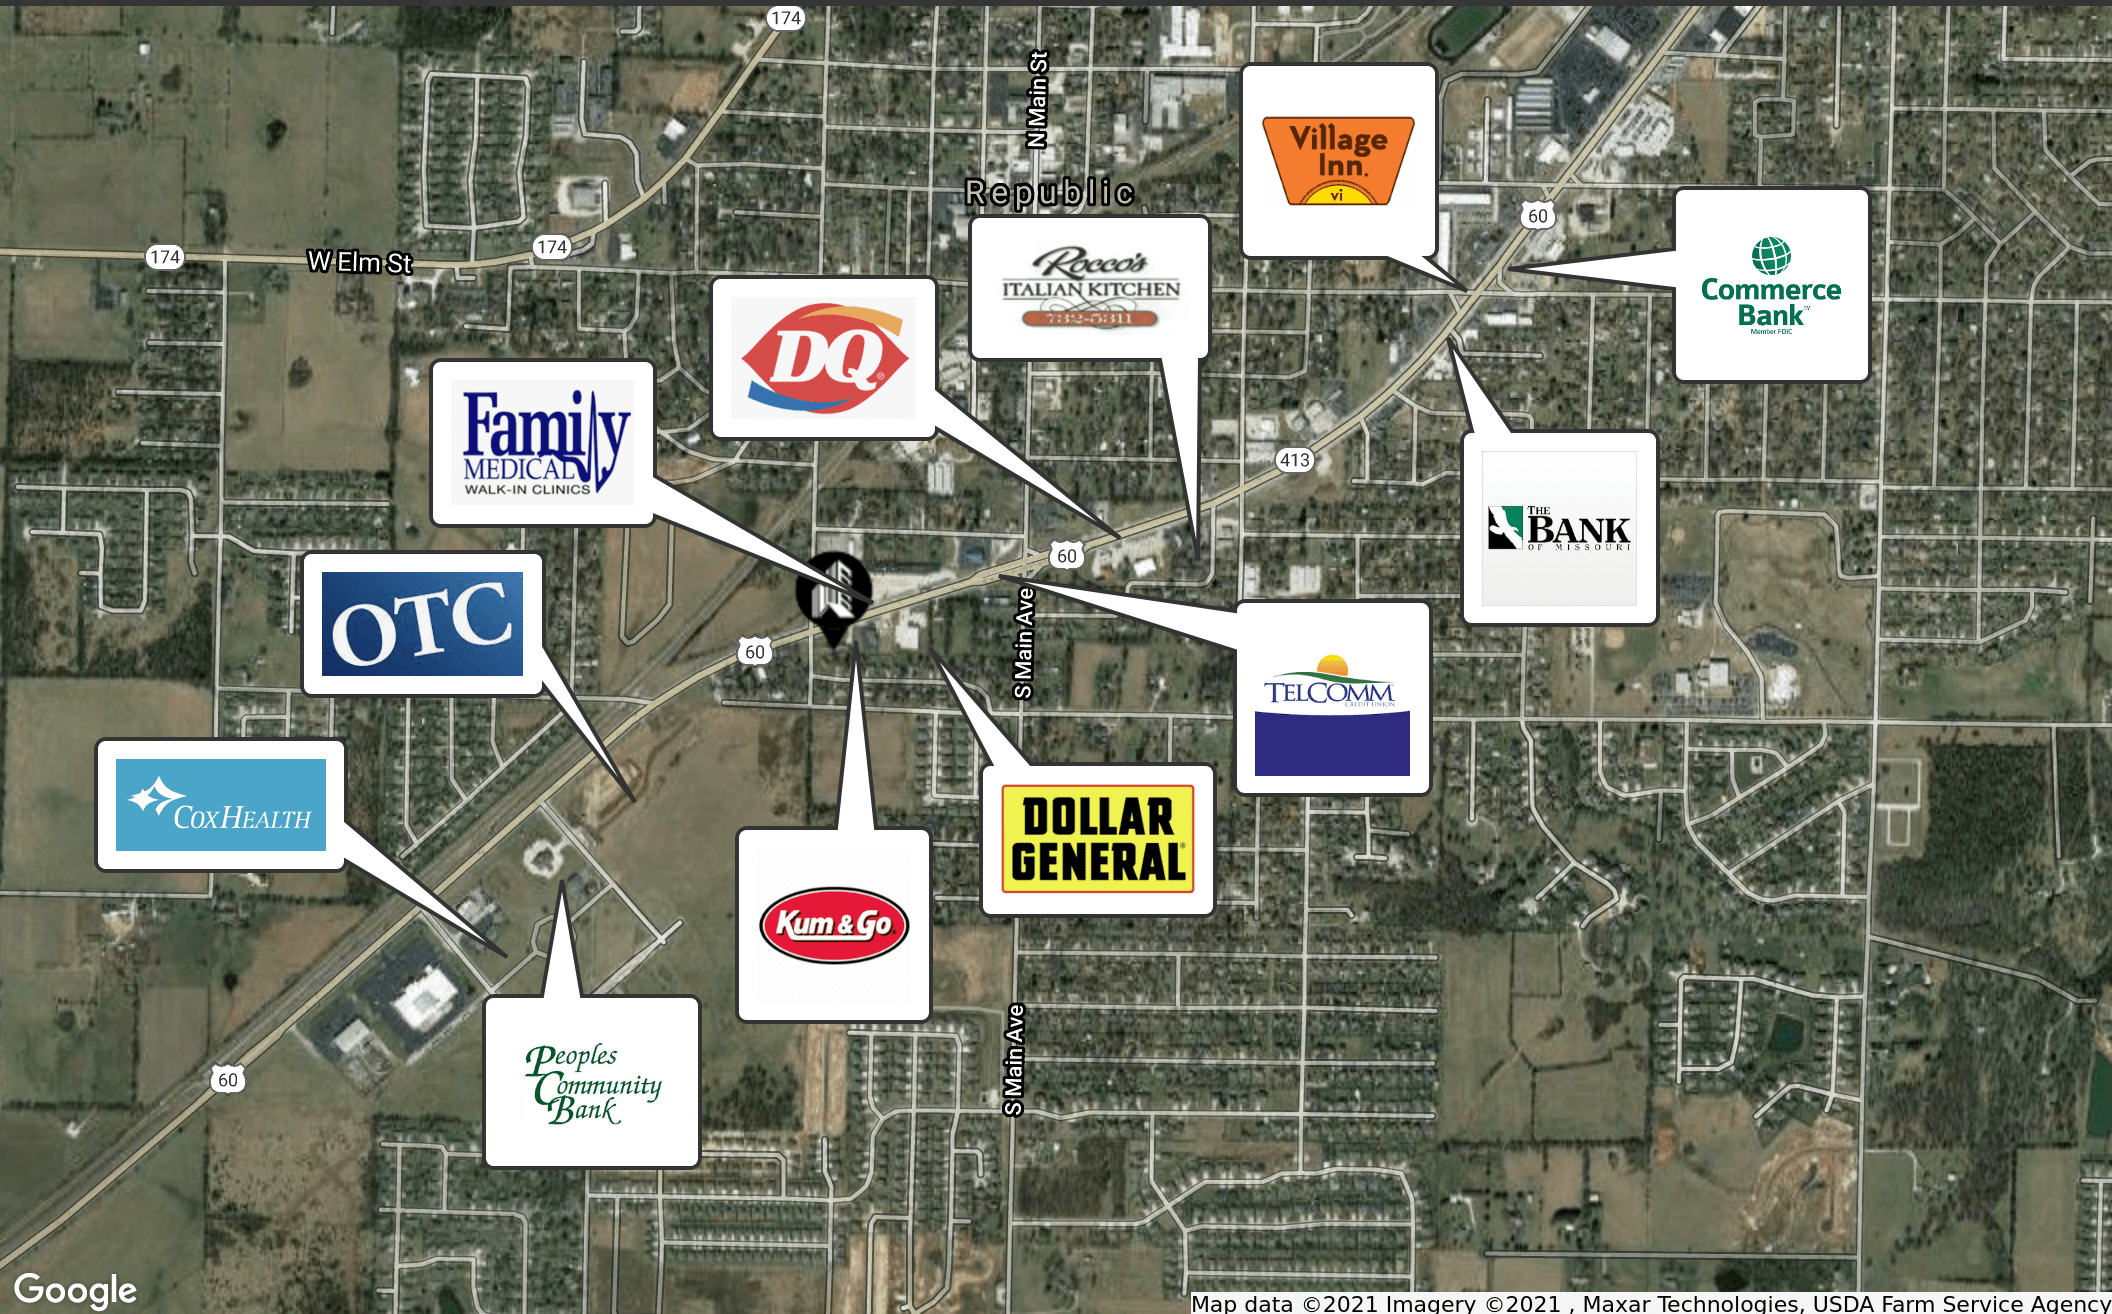 174
N Main St
Republic
Village
Inn.
vi
60
174
W Elm St
174
Rocco's
ITALIAN KITCHEN
732-5311
Commerce
Bank
Member FDIC
DQ®
Family
MEDICAL
WALK-IN CLINICS
413
THE
BANK
OF MISSOURI
60
OTC
60
S Main Ave
TELCOMM
CREDIT UNION
COXHEALTH
DOLLAR
GENERAL®
Kum & Go
S Main Ave
Peoples
Community
Bank
60
Google
Map data ©2021 Imagery ©2021 , Maxar Technologies, USDA Farm Service Agency